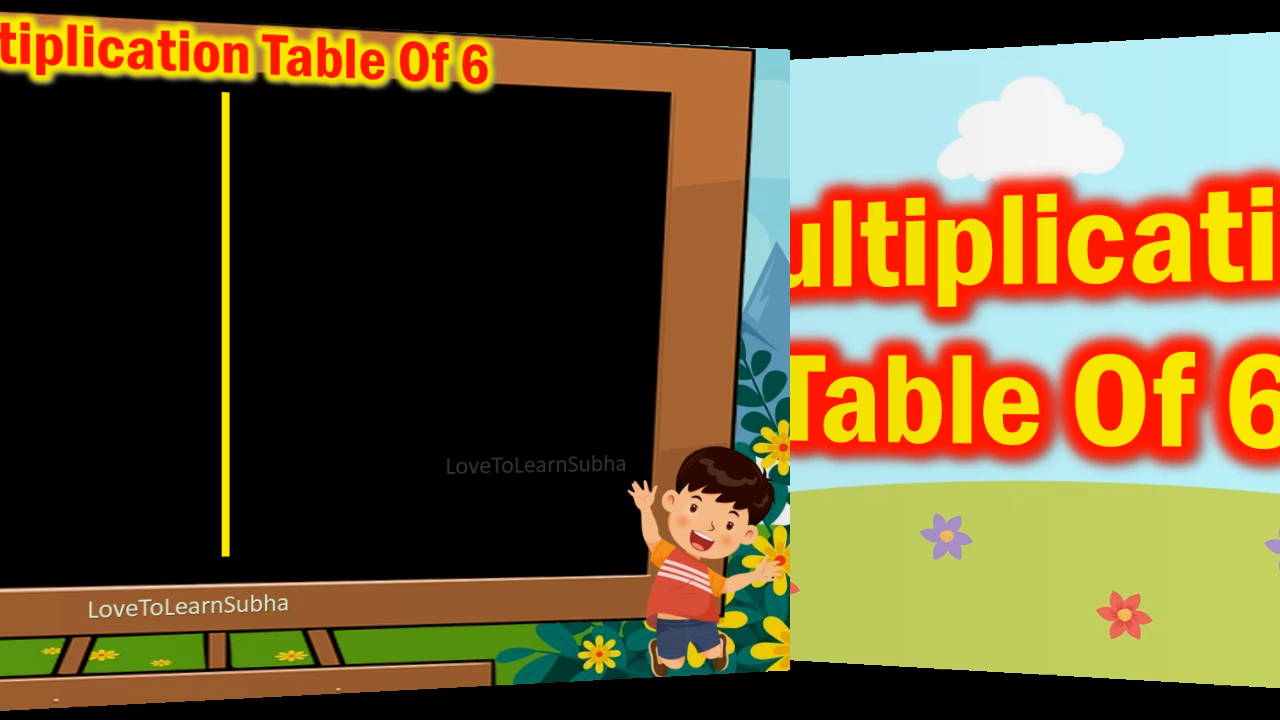 tiplication Table Of 6
LoveToLearnSubha
LoveToLearnSubha
ultiplicati
Table Of 6